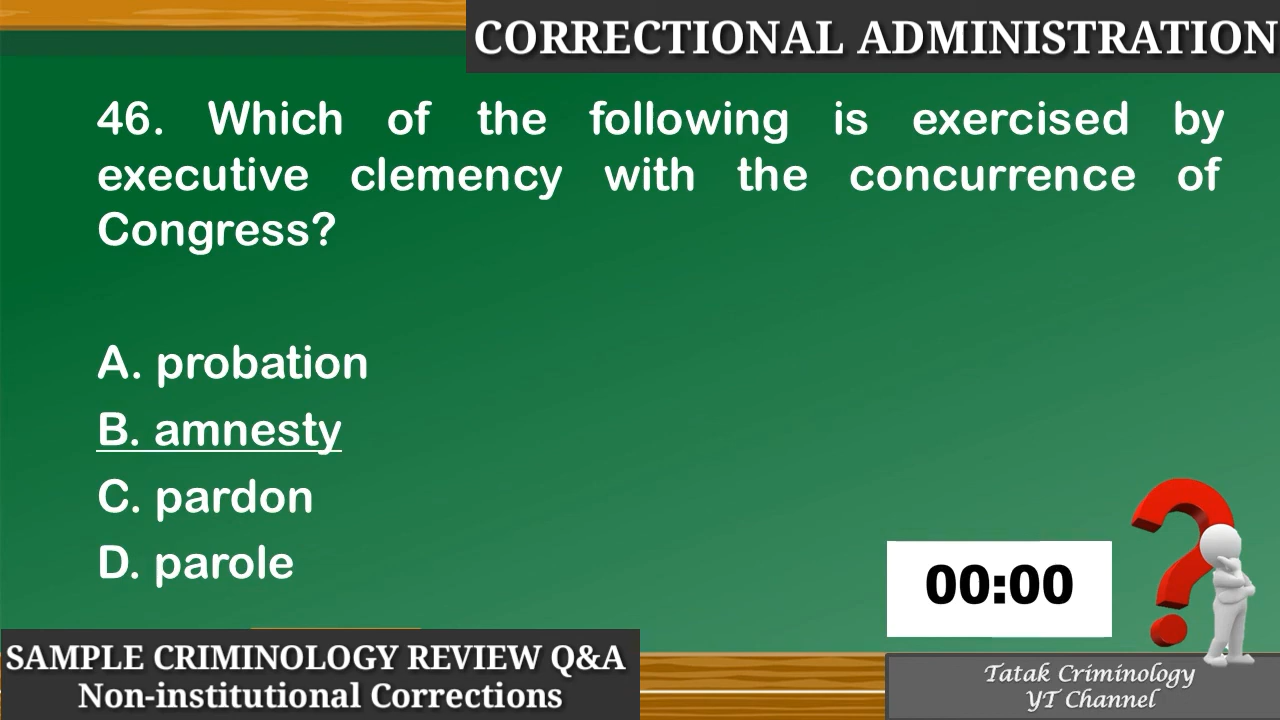 CORRECTIONAL ADMINISTRATION
46. Which of the following is exercised by
executive clemency with the concurrence of
Congress?
A. probation
B. amnesty
C. pardon
D. parole
00:00
SAMPLE CRIMINOLOGY REVIEW Q&A
Non-institutional Corrections
Tatak Criminology
YT Channel